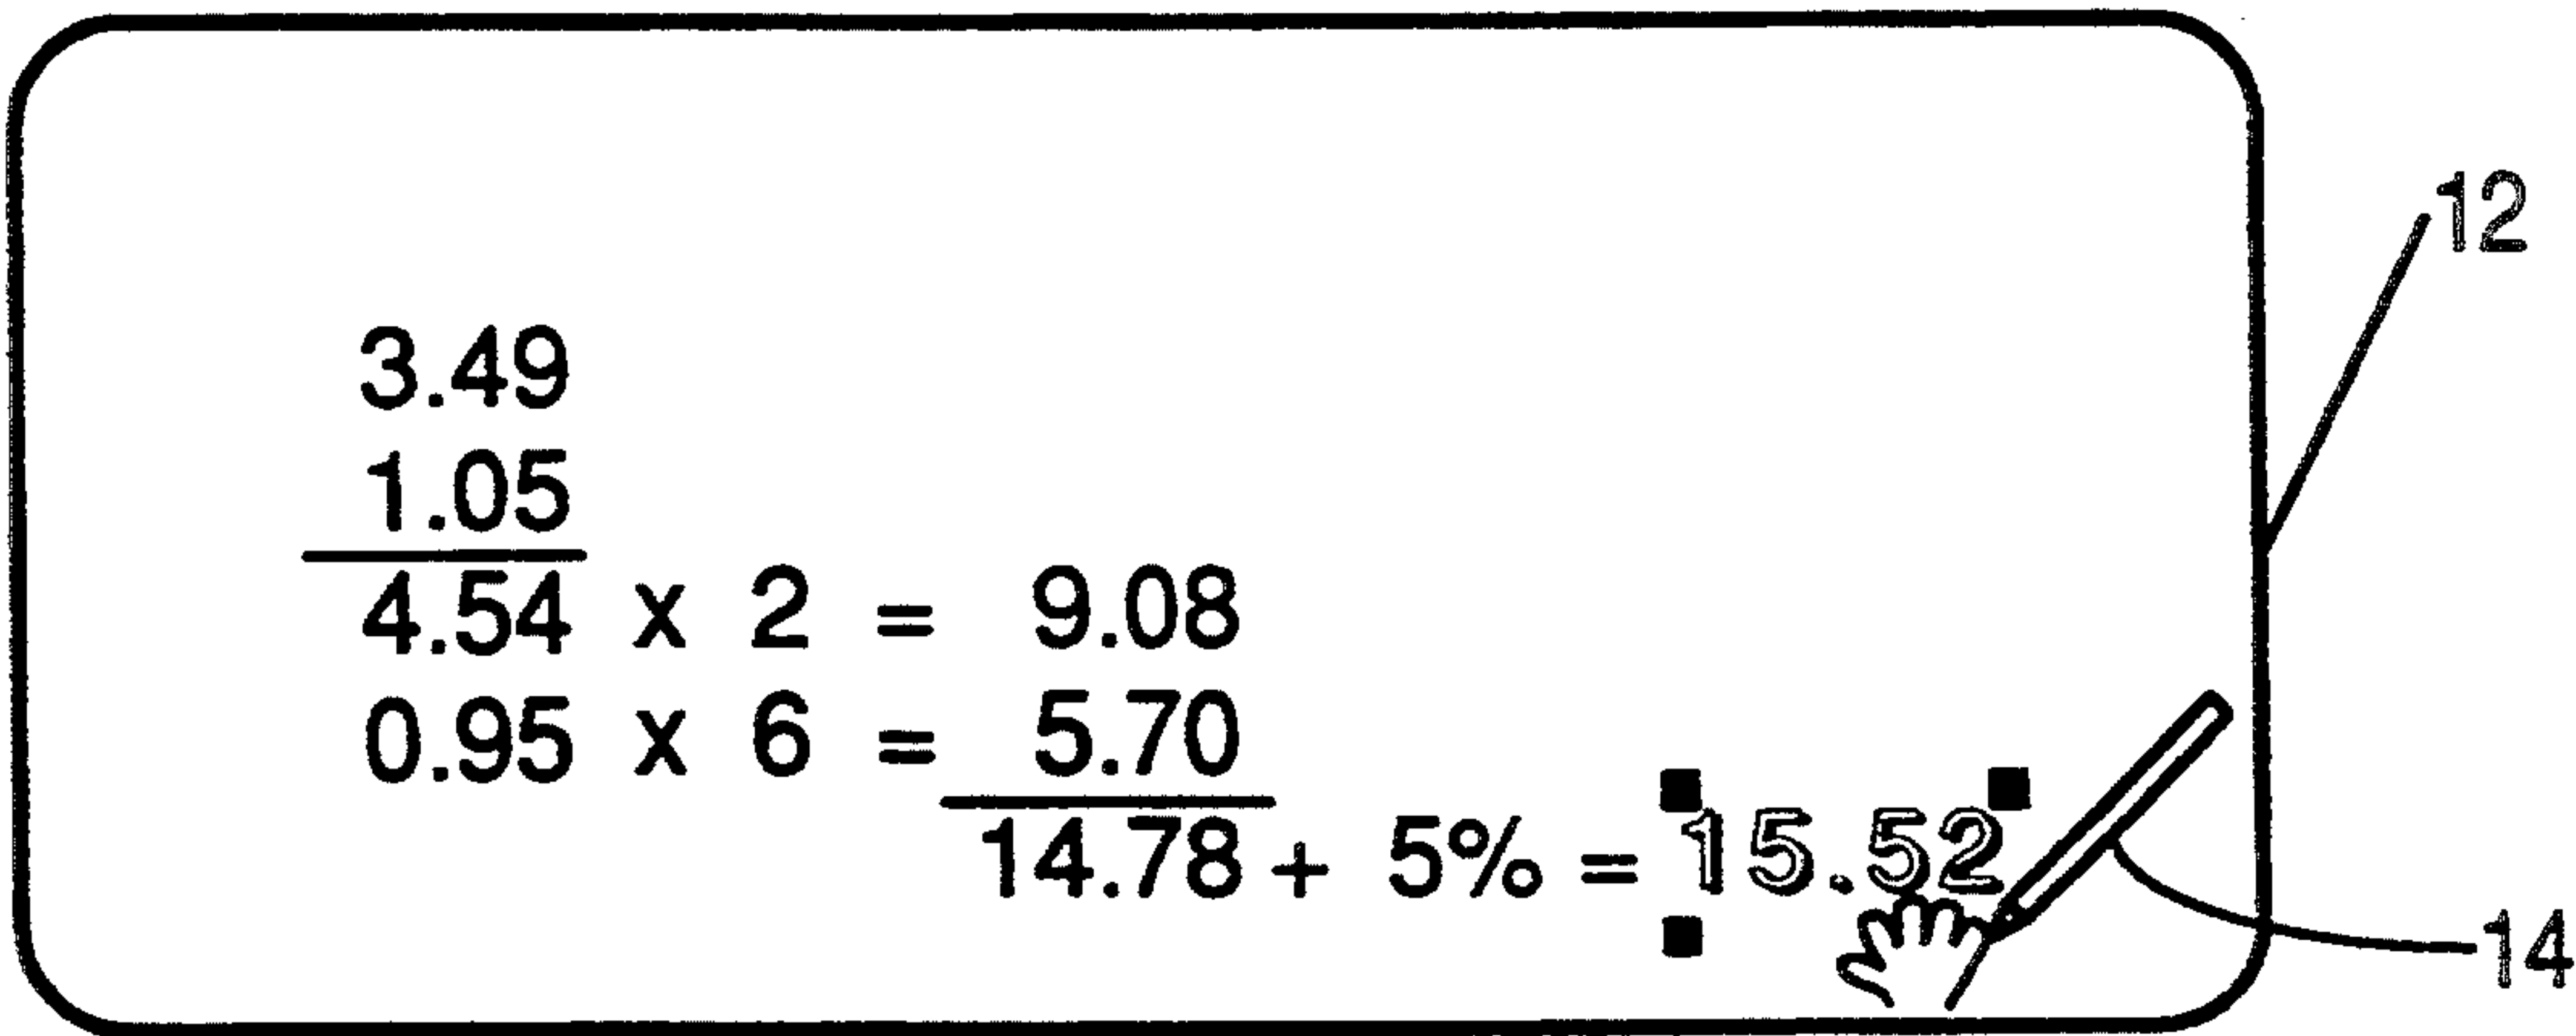 12
3.49
1.05
4.54 x 2 = 9.08
0.95 x 6 = 5.70
14.78 + 5% = 15.52
14